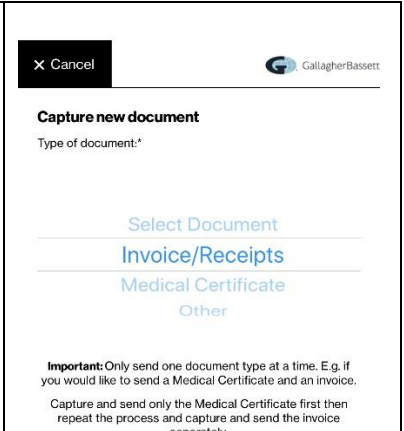 × Cancel
GallagherBassett
Capture new document
Type of document:*
Select Document
Invoice/Receipts
Medical Certificate
Other
Important: Only send one document type at a time. E.g. if
you would like to send a Medical Certificate and an invoice.
Capture and send only the Medical Certificate first then
repeat the process and capture and send the invoice
separately